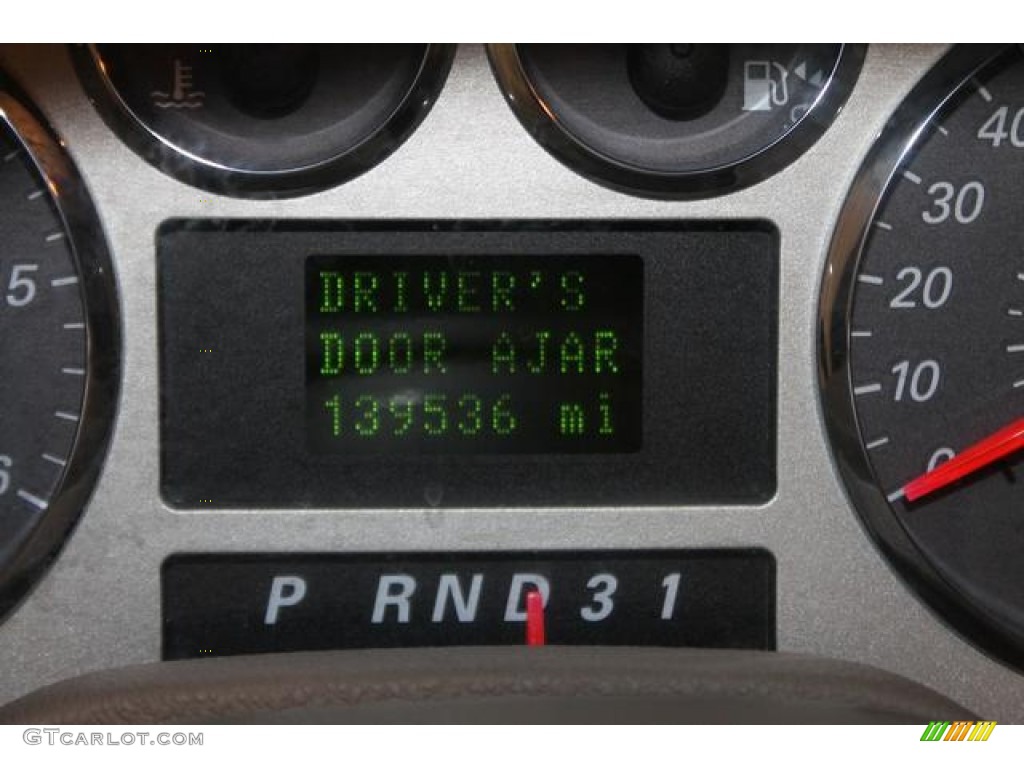 40
30
20
10
0
5
6
DRIVER'S
DOOR AJAR
139536 mi
P RND31
GTCARLOT.COM